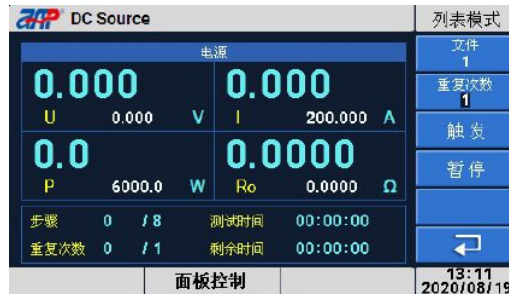 AAP DC Source
列表模式
电源
文件
1
0.000
0.000
重复次数
1
U 0.000 V
I 200.000 A
触 发
0.0
0.0000
暂 停
P 6000.0 W
Ro 0.0000 Ω
步骤 0 / 8 测试时间 00:00:00
重复次数 0 / 1 剩余时间 00:00:00
面板控制
13:11
2020/08/19